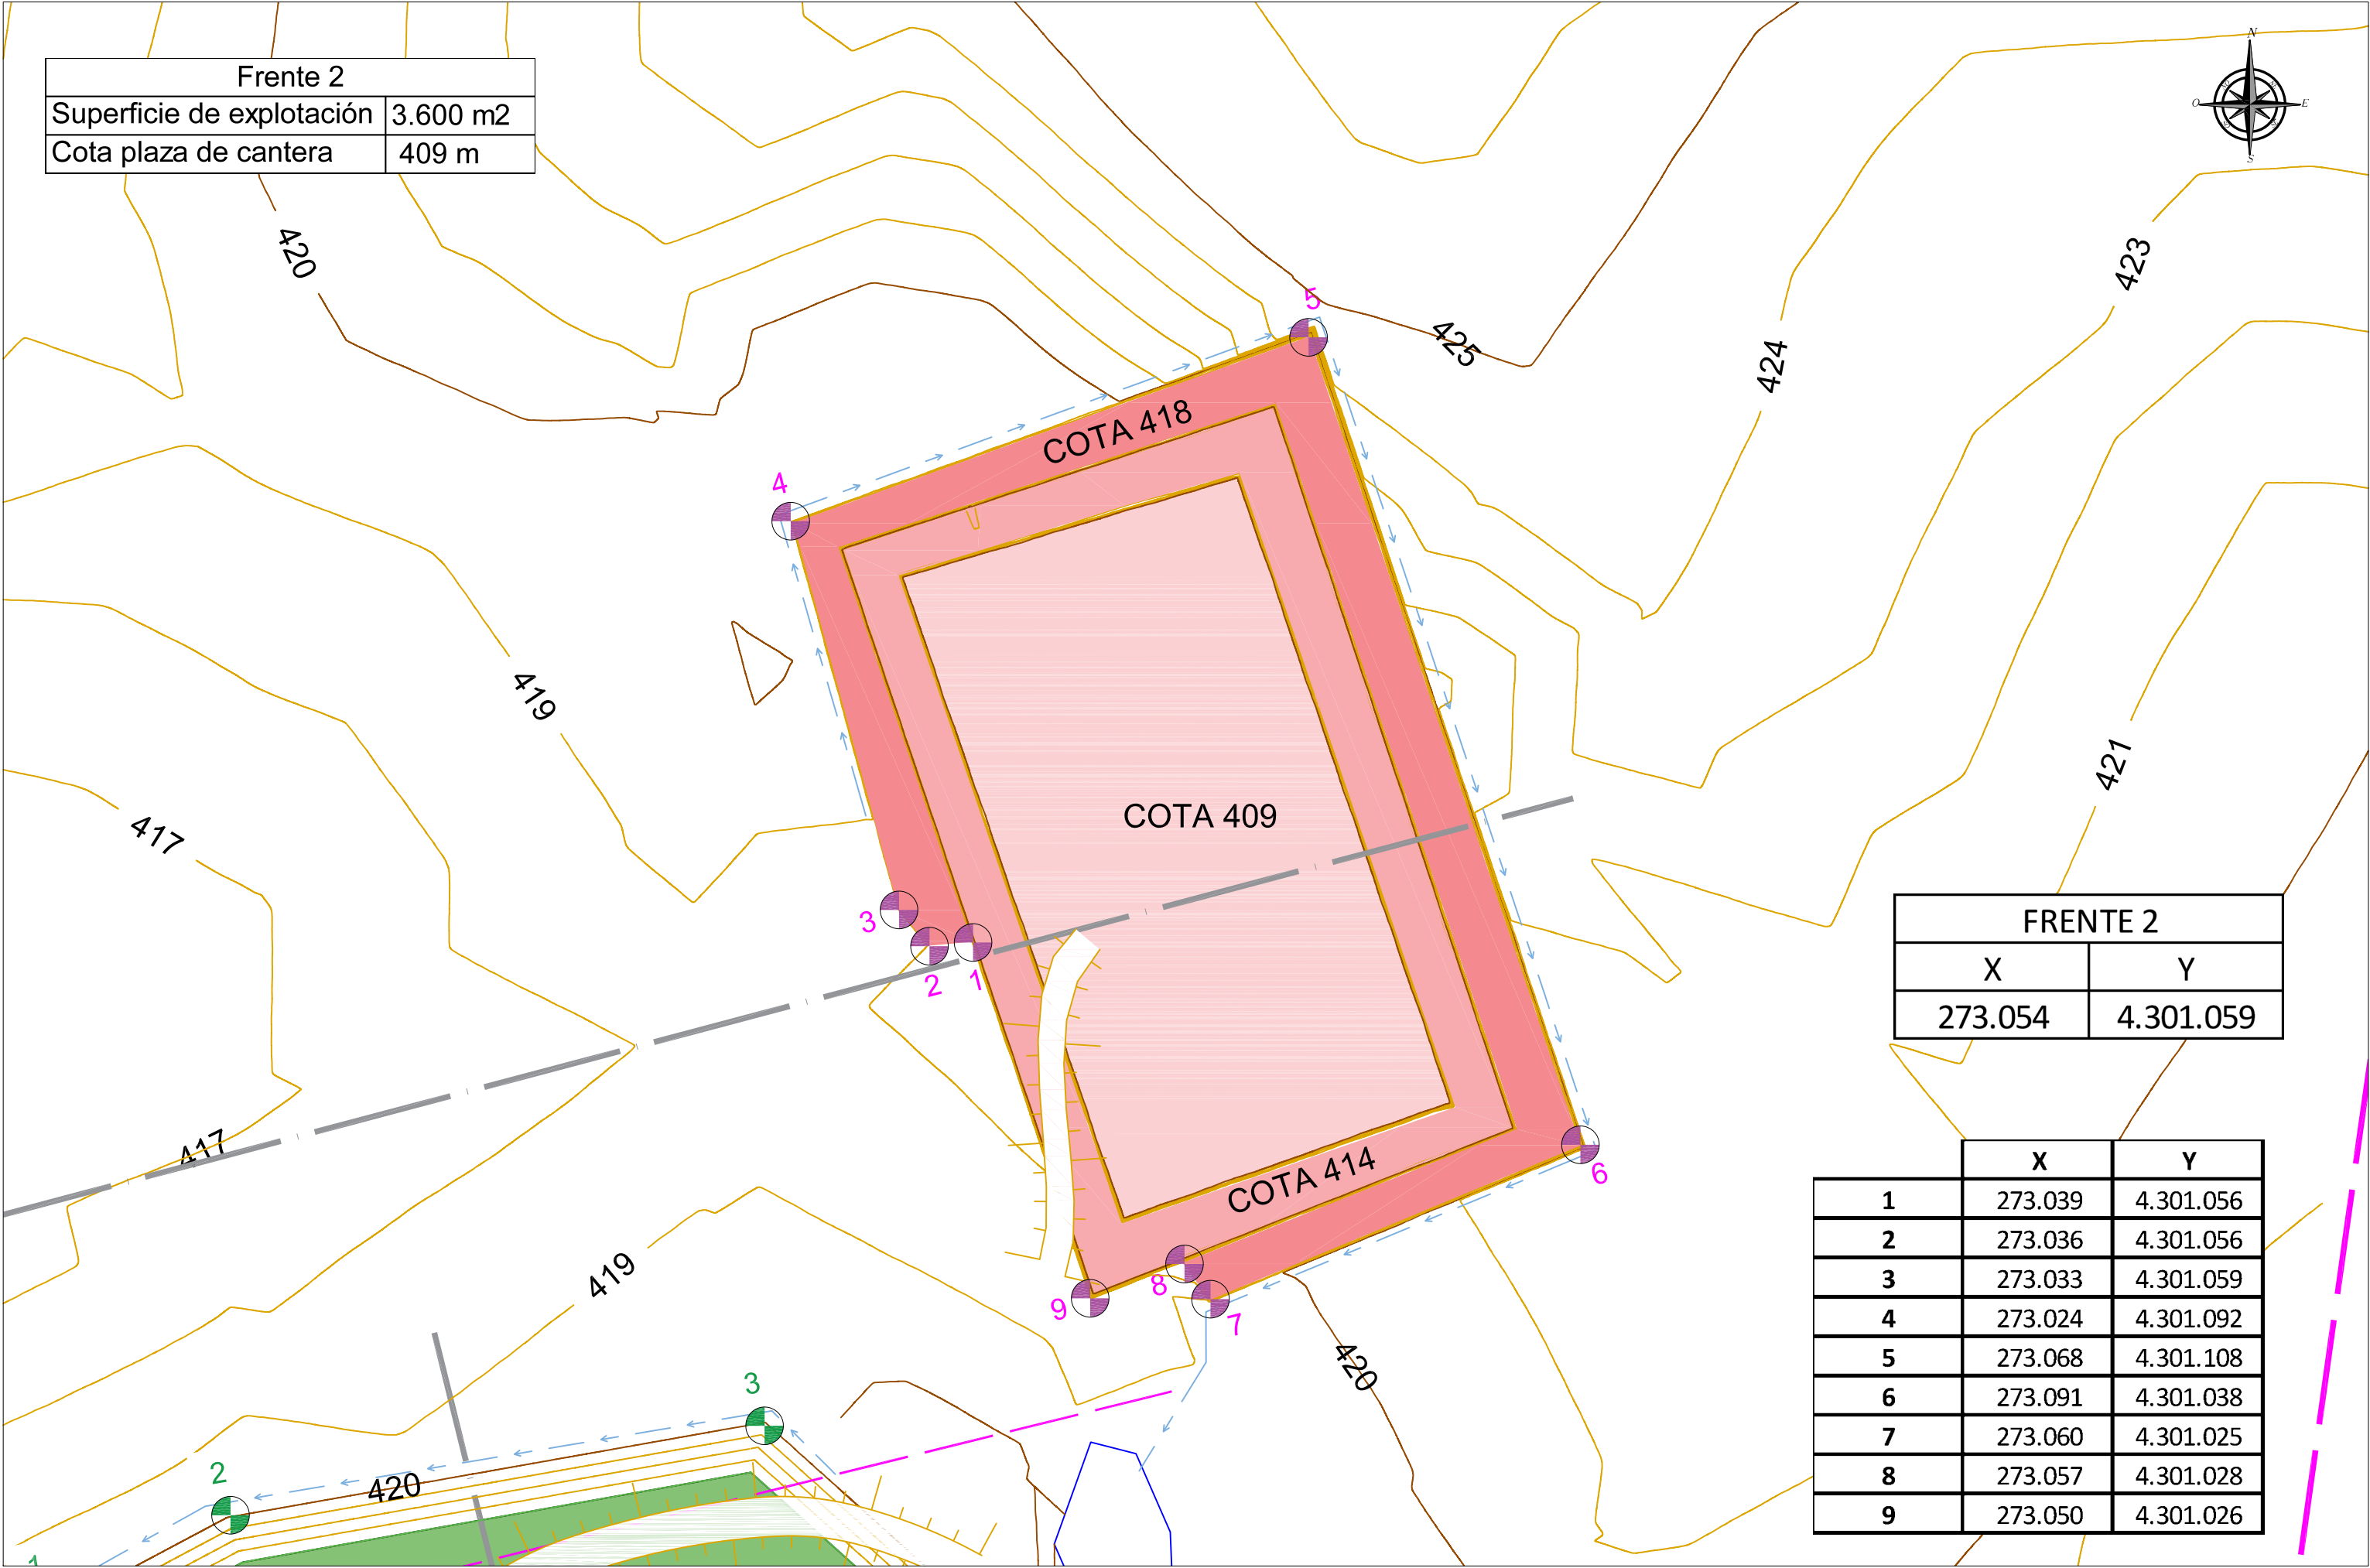 Frente 2
Superficie de explotación 3.600 m2
Cota plaza de cantera 409 m
N
O E
S
420
5
425
423
424
COTA 418
4
419
417
COTA 409
421
3
2
1
FRENTE 2
X Y
273.054 4.301.059
417
COTA 414
6
8
9
7
419
420
X Y
1 273.039 4.301.056
2 273.036 4.301.056
3 273.033 4.301.059
4 273.024 4.301.092
5 273.068 4.301.108
6 273.091 4.301.038
7 273.060 4.301.025
8 273.057 4.301.028
9 273.050 4.301.026
3
2
420
1